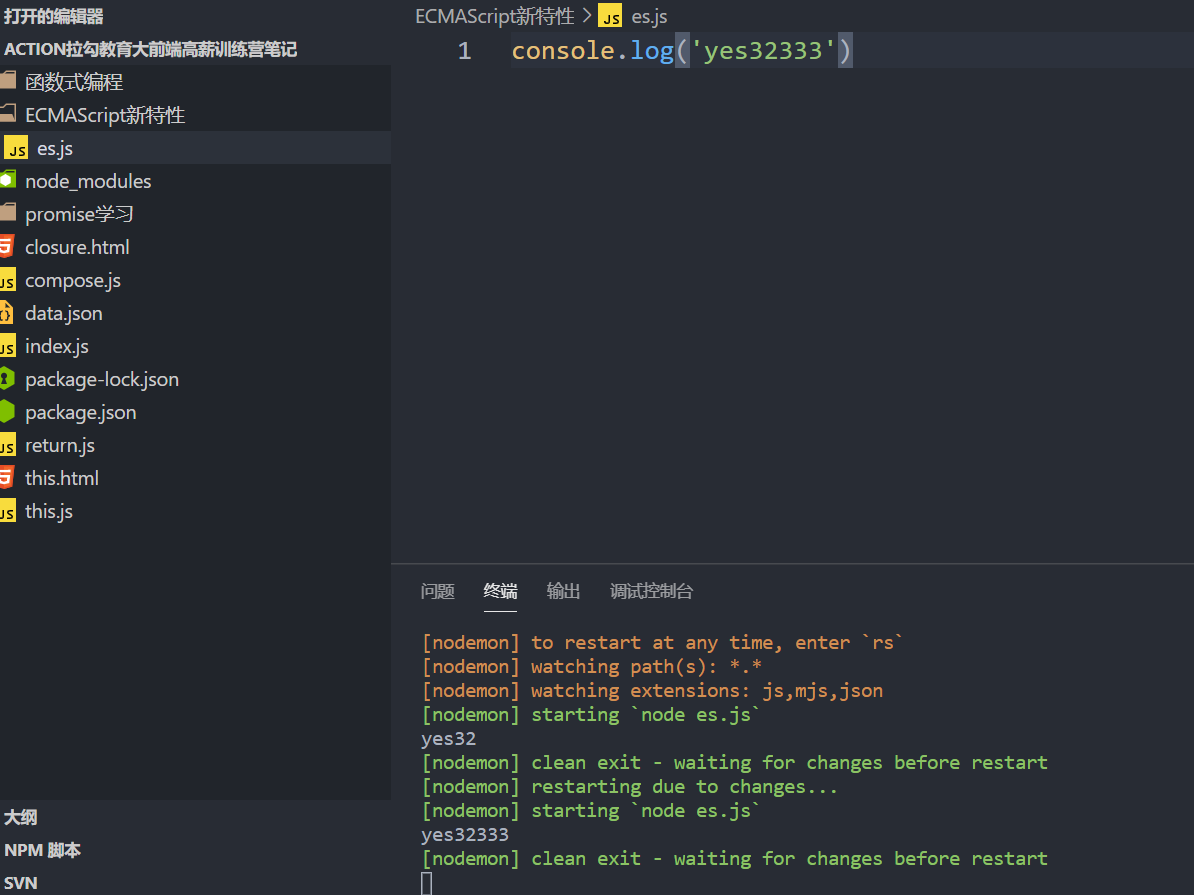 打开的编辑器
ACTION拉勾教育大前端高薪训练营笔记
函数式编程
ECMAScript新特性
JS es.js
node_modules
promise学习
closure.html
compose.js
data.json
index.js
package-lock.json
package.json
return.js
this.html
this.js
大纲
NPM 脚本
SVN
ECMAScript新特性 > JS es.js
1 console.log('yes32333')
问题 终端 输出 调试控制台
[nodemon] to restart at any time, enter `rs`
[nodemon] watching path(s): *.*
[nodemon] watching extensions: js,mjs,json
[nodemon] starting `node es.js`
yes32
[nodemon] clean exit - waiting for changes before restart
[nodemon] restarting due to changes...
[nodemon] starting `node es.js`
yes32333
[nodemon] clean exit - waiting for changes before restart